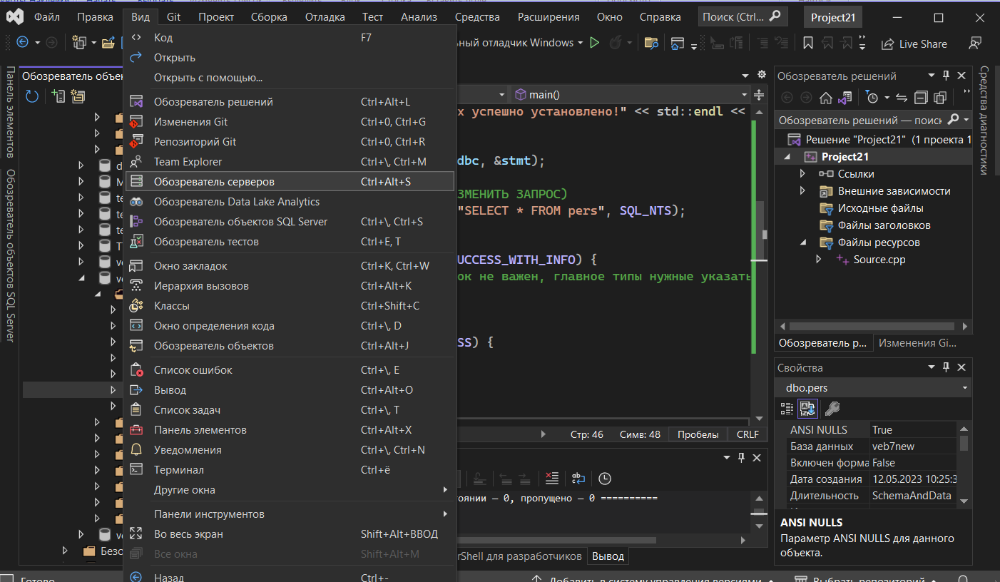 Файл Правка Вид Git Проект Сборка Отладка Тест Анализ Средства Расширения Окно Справка Поиск (Ctrl... Project21
ный отладчик Windows Live Share
Панель элементов
Обозреватель объектов SQL Server
Обозреватель объек
Код F7
Открыть
Открыть с помощью...
Обозреватель решений Ctrl+Alt+L
Изменения Git Ctrl+0, Ctrl+G
Репозиторий Git Ctrl+0, Ctrl+R
Team Explorer Ctrl+\, Ctrl+M
Обозреватель серверов Ctrl+Alt+S
Обозреватель Data Lake Analytics
Обозреватель объектов SQL Server Ctrl+\, Ctrl+S
Обозреватель тестов Ctrl+E, T
Окно закладок Ctrl+K, Ctrl+W
Иерархия вызовов Ctrl+Alt+K
Классы Ctrl+Shift+C
Окно определения кода Ctrl+\, D
Обозреватель объектов Ctrl+Alt+J
Список ошибок Ctrl+\, E
Вывод Ctrl+Alt+O
Список задач Ctrl+\, T
Панель элементов Ctrl+Alt+X
Уведомления Ctrl+\, Ctrl+N
Терминал Ctrl+ё
Другие окна
Панели инструментов
Во весь экран Shift+Alt+ВВОД
Все окна Shift+Alt+M
Назад Ctrl+-
Безо
Готово
main()
х успешно установлено!" << std::endl <<
dbc, &stmt);
ЗМЕНИТЬ ЗАПРОС)
"SELECT * FROM pers", SQL_NTS);
UCCESS_WITH_INFO) {
ок не важен, главное типы нужные указать
SS) {
Стр: 46 Симв: 48 Пробелы CRLF
тоянии — 0, пропущено — 0 ==========
rShell для разработчиков Вывод
Обозреватель решений
Обозреватель решений — поиск
Решение "Project21" (1 проекта 1
Project21
Ссылки
Внешние зависимости
Исходные файлы
Файлы заголовков
Файлы ресурсов
Source.cpp
Обозреватель р... Изменения Gi...
Свойства
dbo.pers
ANSI NULLS True
База данных veb7new
Включен форма False
Дата создания 12.05.2023 10:25:3
Длительность SchemaAndData
ANSI NULLS
Параметр ANSI NULLS для данного
объекта.
Средства диагностики
Добавить в систему управления версиями Выбрать репозиторий